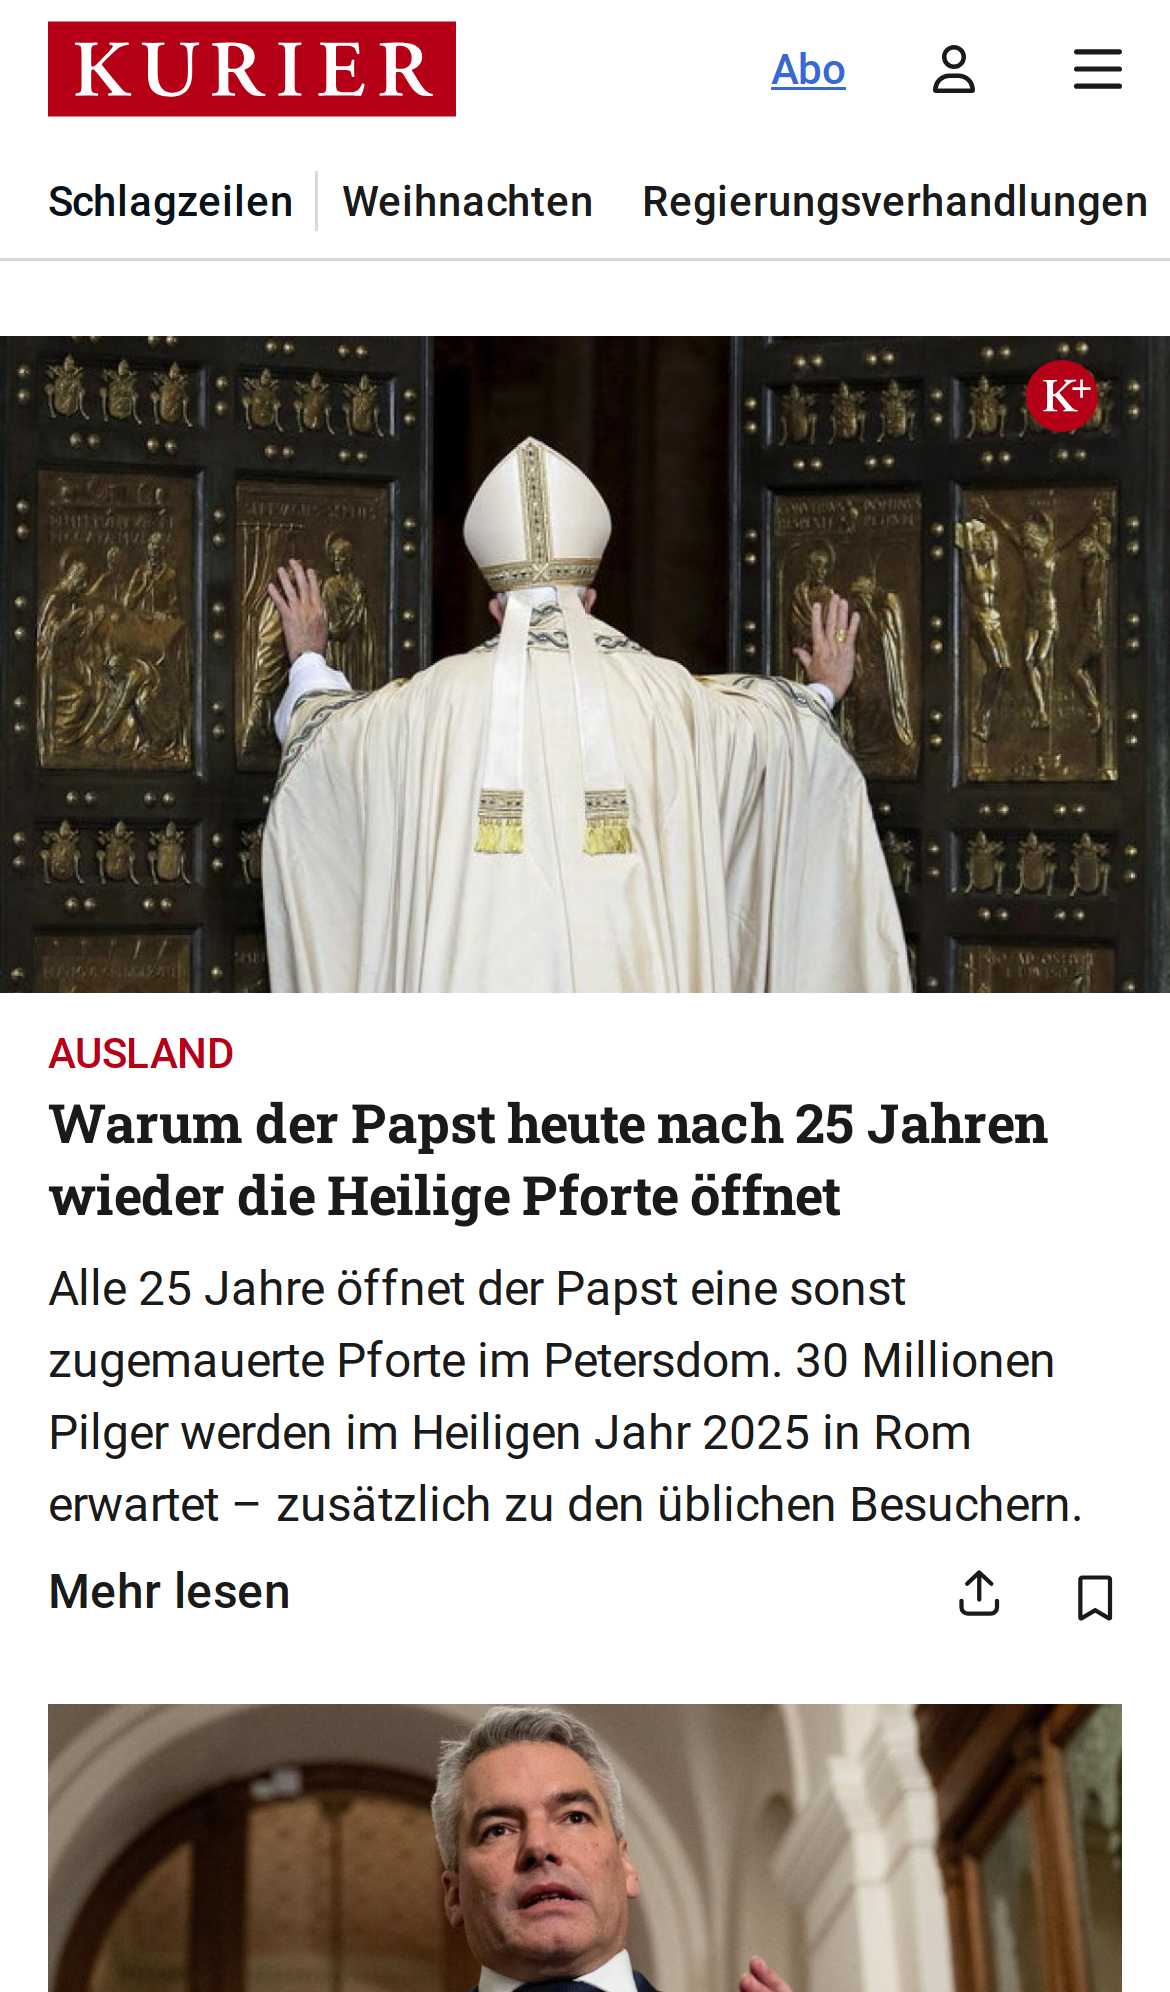 KURIER
Abo
Schlagzeilen
Weihnachten
Regierungsverhandlungen
K+
AUSLAND
Warum der Papst heute nach 25 Jahren
wieder die Heilige Pforte öffnet
Alle 25 Jahre öffnet der Papst eine sonst
zugemauerte Pforte im Petersdom. 30 Millionen
Pilger werden im Heiligen Jahr 2025 in Rom
erwartet – zusätzlich zu den üblichen Besuchern.
Mehr lesen